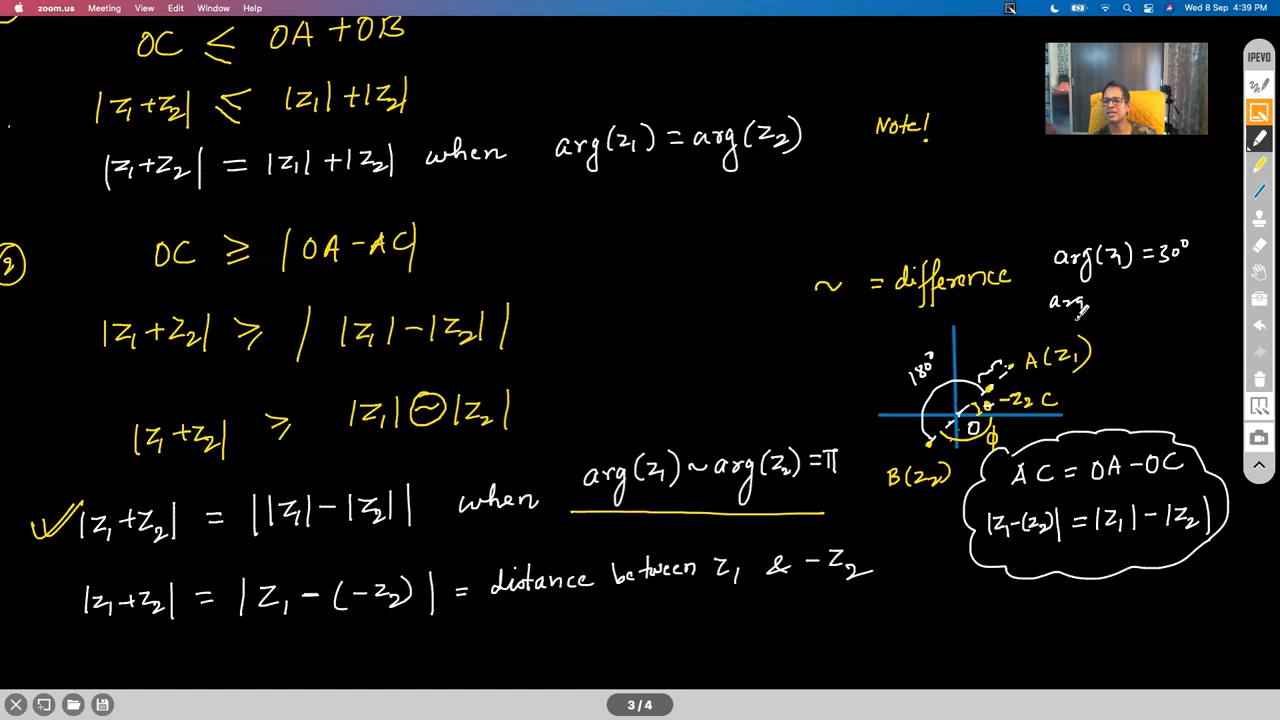 zoom.us Meeting View Edit Window Help
Wed 8 Sep 4:39 PM
IPEVO
OC ≤ OA + OB
|z₁+z₂| ≤ |z₁|+|z₂|
|z₁+z₂| = |z₁|+|z₂| when arg(z₁) = arg(z₂)
Note!
OC ≥ |OA-AC|
~ = difference
arg(z₁) = 30°
arg
|z₁+z₂| ≥ | |z₁|-|z₂| |
180°
A(z₁)
θ -z₂ C
O
ϕ
B(z₂)
|z₁+z₂| ≥ |z₁| ~ |z₂|
AC = OA-OC
|z₁-(z₂)| = |z₁|-|z₂|
|z₁+z₂| = ||z₁|-|z₂|| when arg(z₁) ~ arg(z₂) = π
|z₁+z₂| = |z₁-(-z₂)| = distance between z₁ & -z₂
3/4